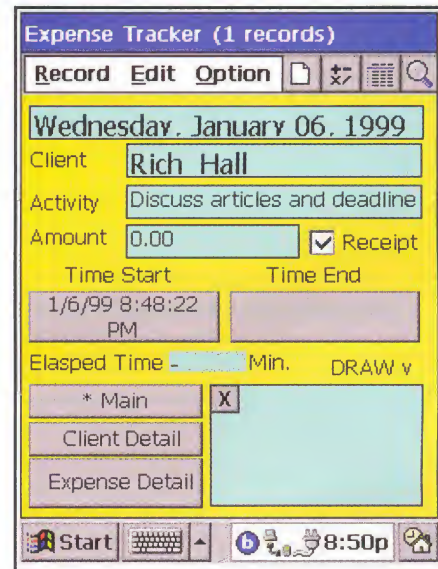 Expense Tracker (1 records)
Record Edit Option
Wednesday, January 06, 1999
Client Rich Hall
Activity Discuss articles and deadline
Amount 0.00 Receipt
Time Start Time End
1/6/99 8:48:22
PM
Elasped Time - Min. DRAW v
* Main X
Client Detail
Expense Detail
Start 8:50p